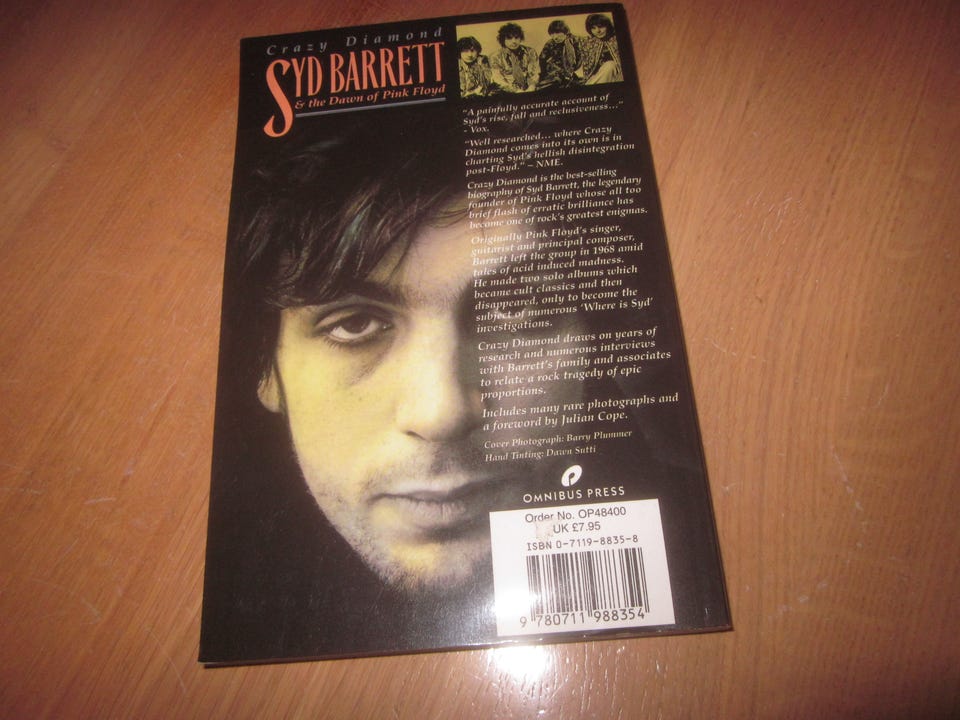 Crazy Diamond
SYD BARRETT
& the Dawn of Pink Floyd
"A painfully accurate account of
Syd's rise, fall and reclusiveness..."
- Vox.
"Well researched... where Crazy
Diamond comes into its own is in
charting Syd's hellish disintegration
post-Floyd." – NME.
Crazy Diamond is the best-selling
biography of Syd Barrett, the legendary
founder of Pink Floyd whose all too
brief flash of erratic brilliance has
become one of rock's greatest enigmas.
Originally Pink Floyd's singer,
guitarist and principal composer,
Barrett left the group in 1968 amid
tales of acid induced madness.
He made two solo albums which
became cult classics and then
disappeared, only to become the
subject of numerous 'Where is Syd'
investigations.
Crazy Diamond draws on years of
research and numerous interviews
with Barrett's family and associates
to relate a rock tragedy of epic
proportions.
Includes many rare photographs and
a foreword by Julian Cope.
Cover Photograph: Barry Plummer
Hand Tinting: Dawn Sutti
OMNIBUS PRESS
Order No. OP48400
UK £7.95
ISBN 0-7119-8835-8
9 780711 988354